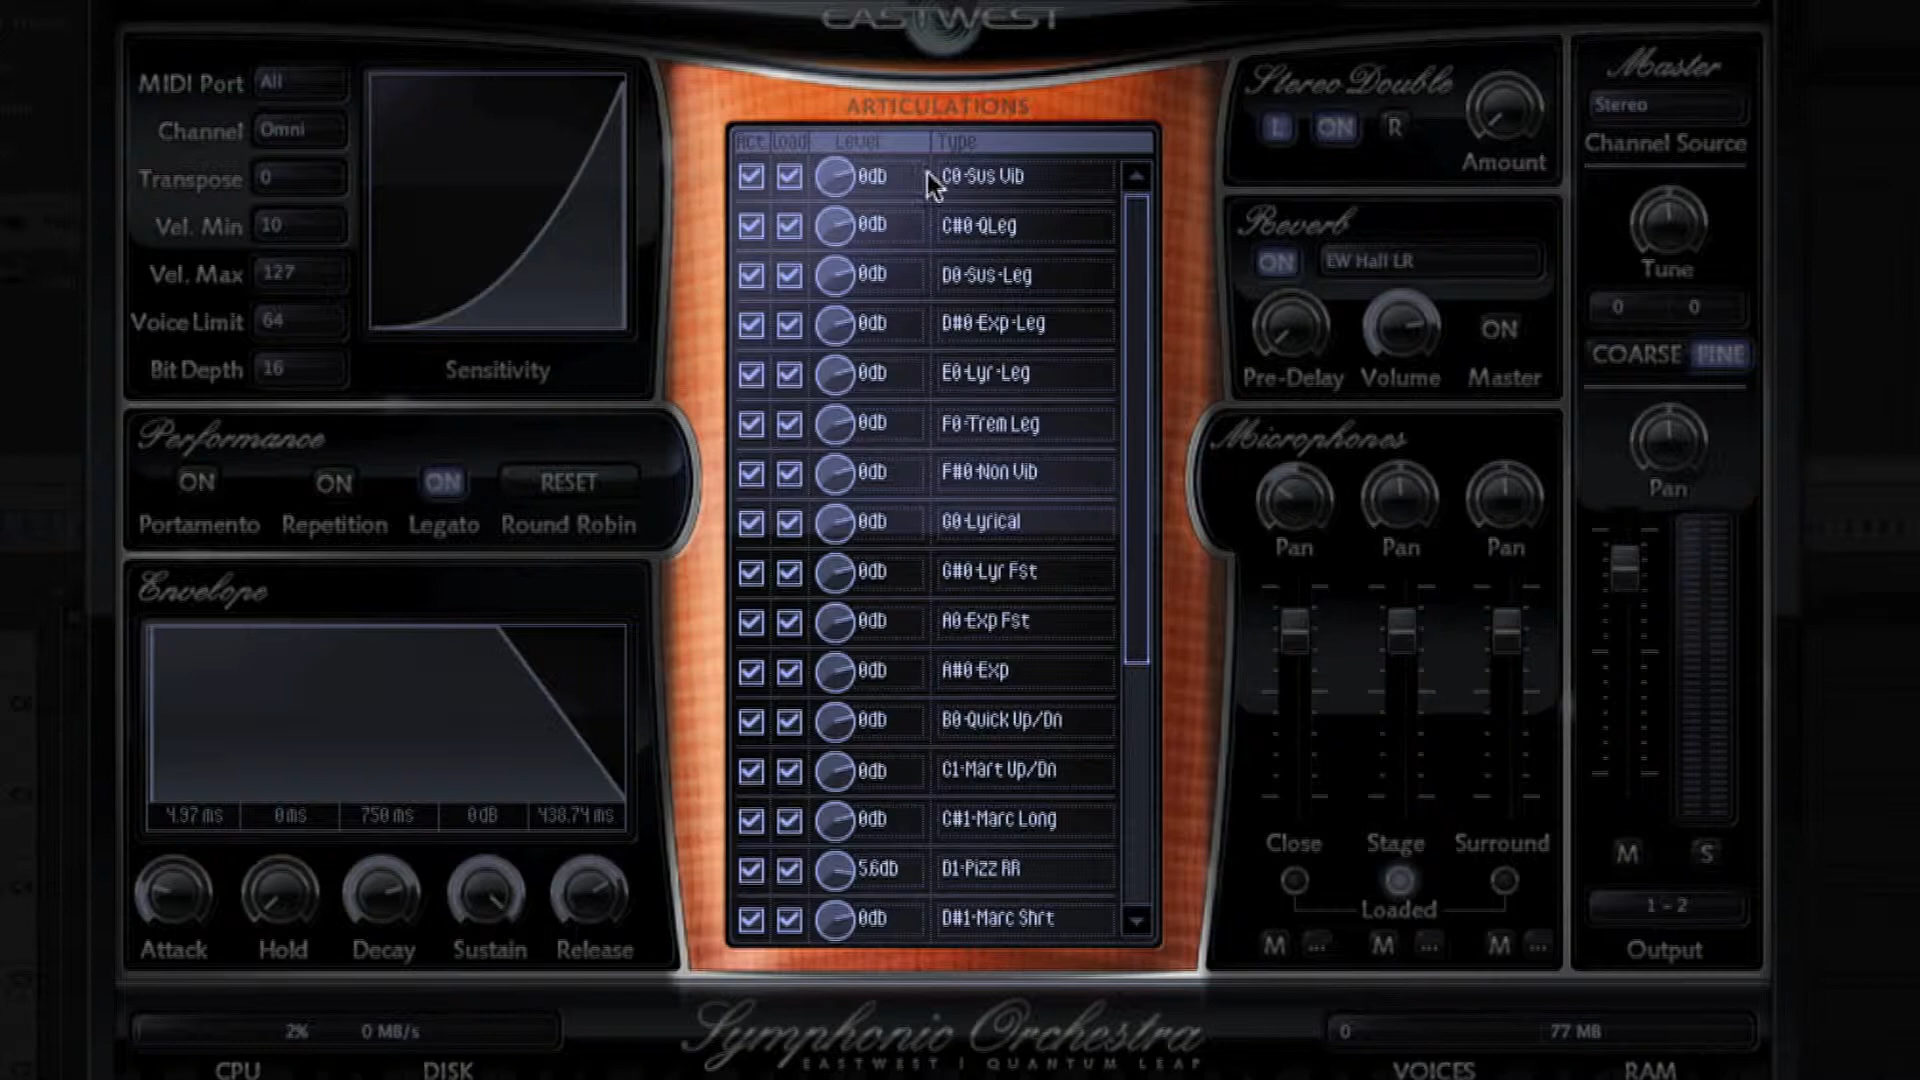 EASTWEST
MIDI Port All
Channel Omni
Transpose 0
Vel. Min 10
Vel. Max 127
Voice Limit 64
Bit Depth 16
Sensitivity
Performance
ON ON ON RESET
Portamento Repetition Legato Round Robin
Envelope
4.97 ms 0 ms 750 ms 0 dB 438.74 ms
Attack Hold Decay Sustain Release
ARTICULATIONS
Act Load Level Type
0db C0-Sus Vib
0db C#0-QLeg
0db D0-Sus-Leg
0db D#0-Exp-Leg
0db E0-Lyr-Leg
0db F0-Trem Leg
0db F#0-Non Vib
0db G0-Lyrical
0db G#0-Lyr Fst
0db A0-Exp Fst
0db A#0-Exp
0db B0-Quick Up/Dn
0db C1-Mart Up/Dn
0db C#1-Marc Long
5.6db D1-Pizz RR
0db D#1-Marc Shrt
Stereo Double
L ON R
Amount
Reverb
ON EW Hall LR
ON
Pre-Delay Volume Master
Microphones
Pan Pan Pan
Close Stage Surround
Loaded
M ... M ... M ...
Master
Stereo
Channel Source
Tune
0 0
COARSE FINE
Pan
M S
1 - 2
Output
2% 0 MB/s
CPU DISK
Symphonic Orchestra
EASTWEST | QUANTUM LEAP
0 77 MB
VOICES RAM